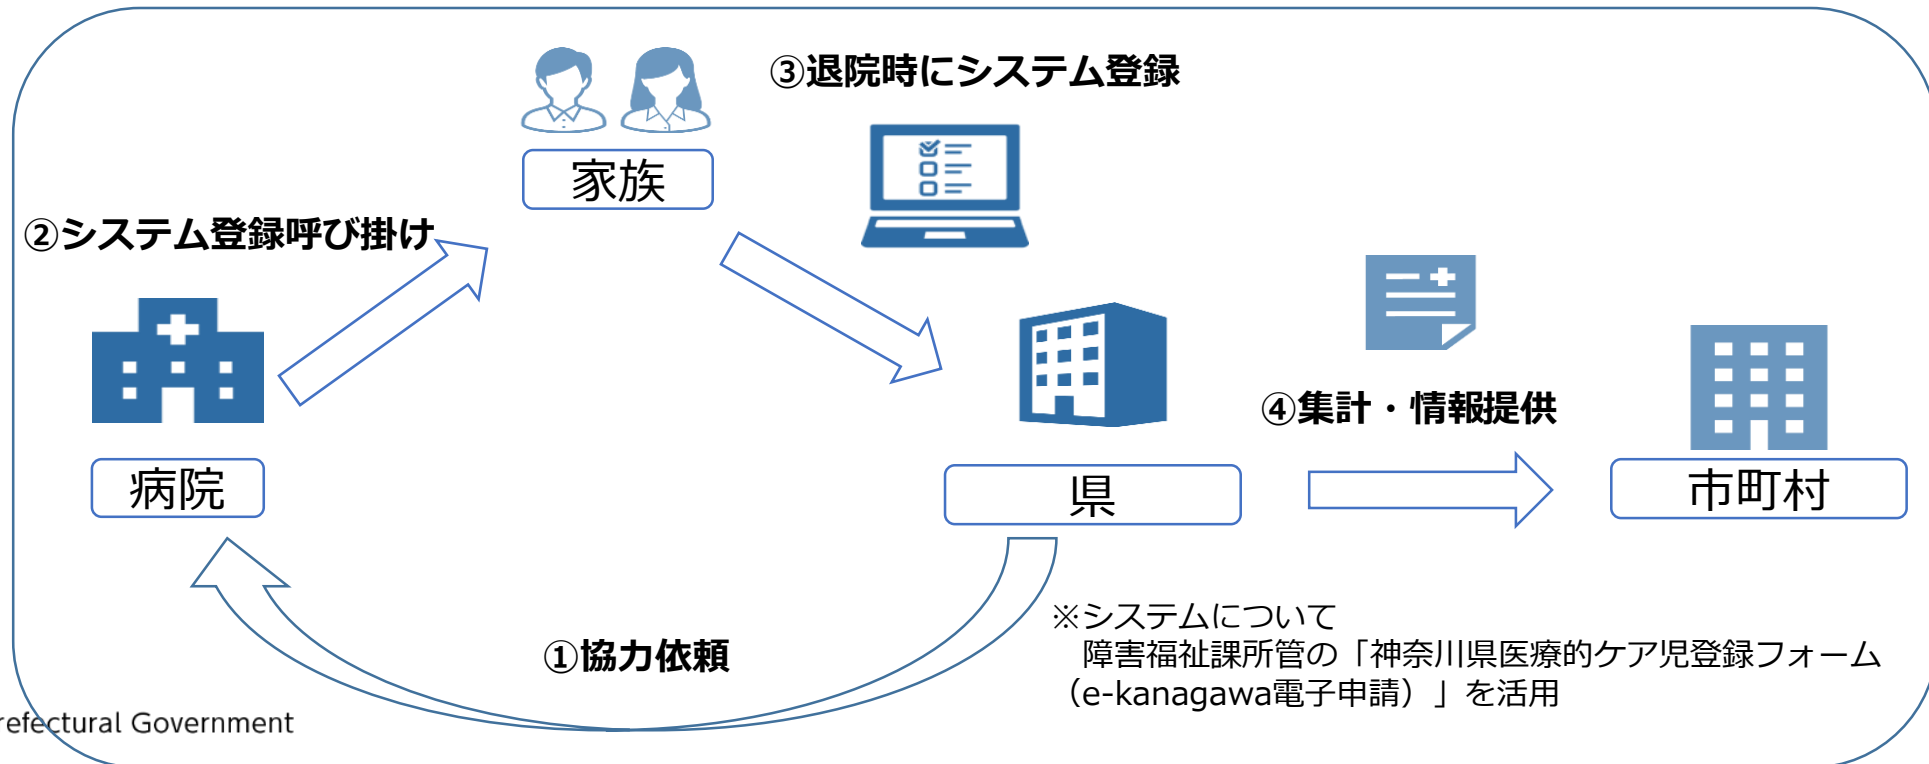 ③退院時にシステム登録
家族
②システム登録呼び掛け
④集計・情報提供
病院
県
市町村
①協力依頼
※システムについて
障害福祉課所管の「神奈川県医療的ケア児登録フォーム
（e-kanagawa電子申請）」を活用
refectural Government